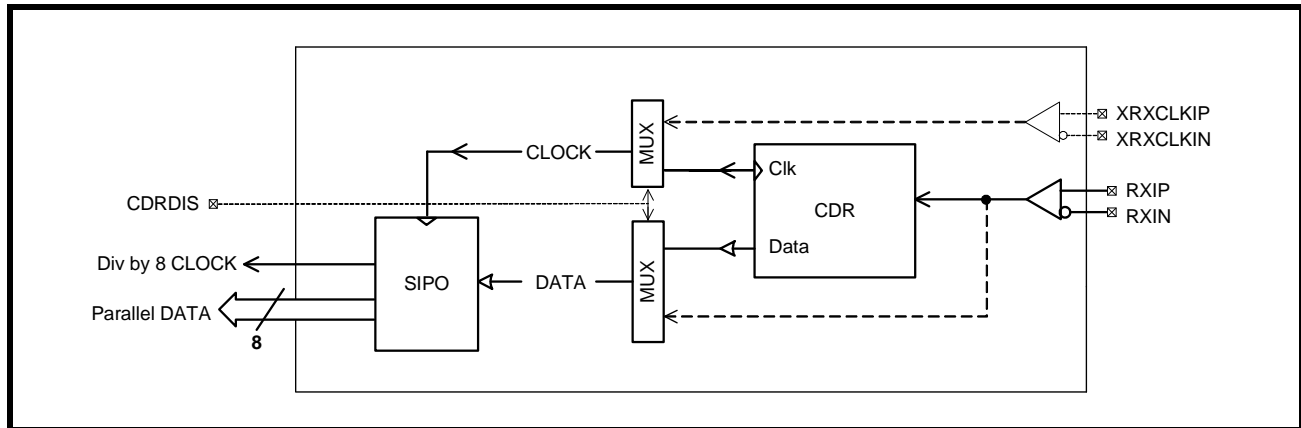 XRXCLKIP
XRXCLKIN
MUX
CLOCK
Clk
CDR
RXIP
RXIN
CDRDIS
Data
MUX
Div by 8 CLOCK
SIPO
DATA
Parallel DATA
8